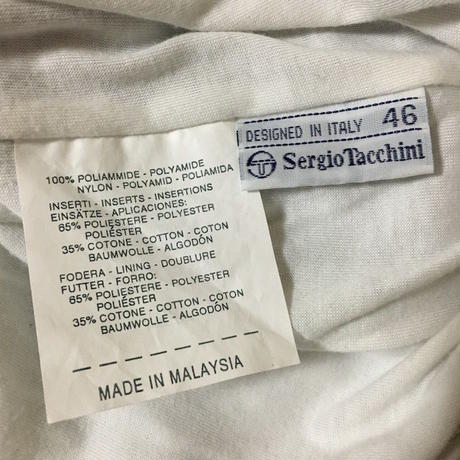 DESIGNED IN ITALY 46
Sergio Tacchini
100% POLIAMMIDE - POLYAMIDE
NYLON - POLYAMID - POLIAMIDA
INSERTI - INSERTS - INSERTIONS
EINSÄTZE - APLICACIONES:
65% POLIESTERE - POLYESTER
POLIÉSTER
35% COTONE - COTTON - COTON
BAUMWOLLE - ALGODÓN
FODERA - LINING - DOUBLURE
FUTTER - FORRO:
65% POLIESTERE - POLYESTER
POLIÉSTER
35% COTONE - COTTON - COTON
BAUMWOLLE - ALGODÓN
MADE IN MALAYSIA